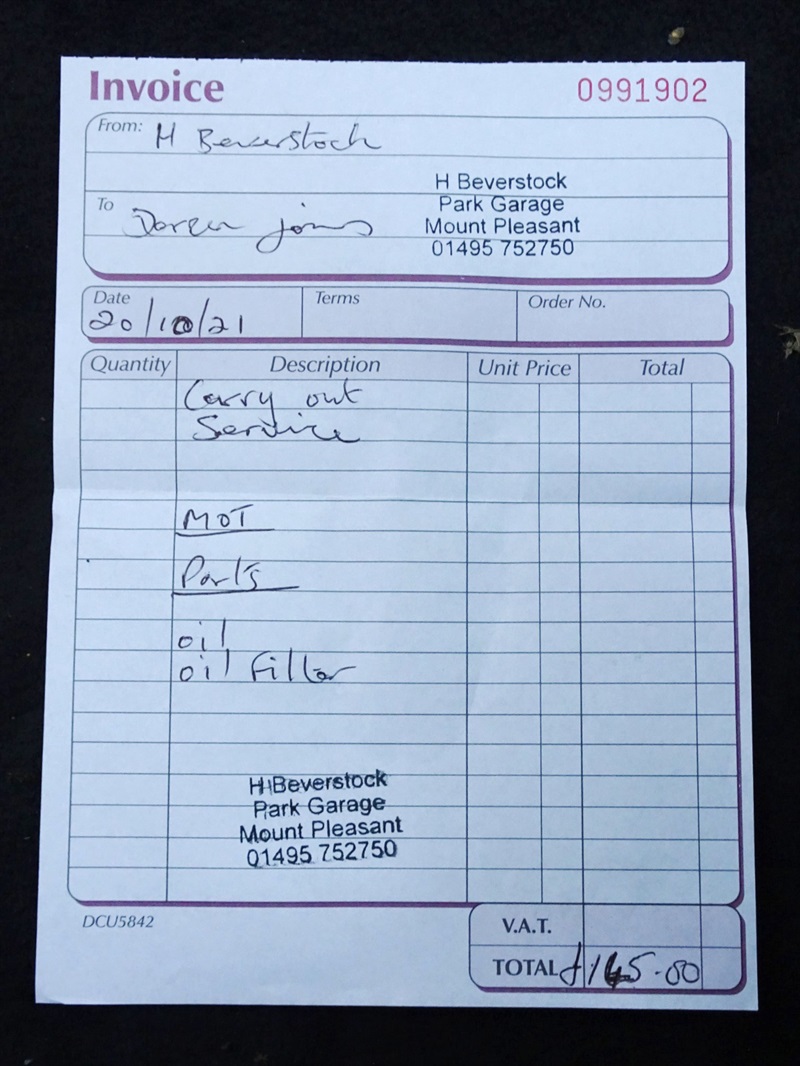 Invoice 0991902
From: H Beverstock
H Beverstock
Park Garage
Mount Pleasant
01495 752750
To Doreen Jones
Date Terms Order No.
20/10/21
Quantity Description Unit Price Total
Carry out
Service
MOT
Parts
oil
oil Filter
H Beverstock
Park Garage
Mount Pleasant
01495 752750
DCU5842
V.A.T.
TOTAL